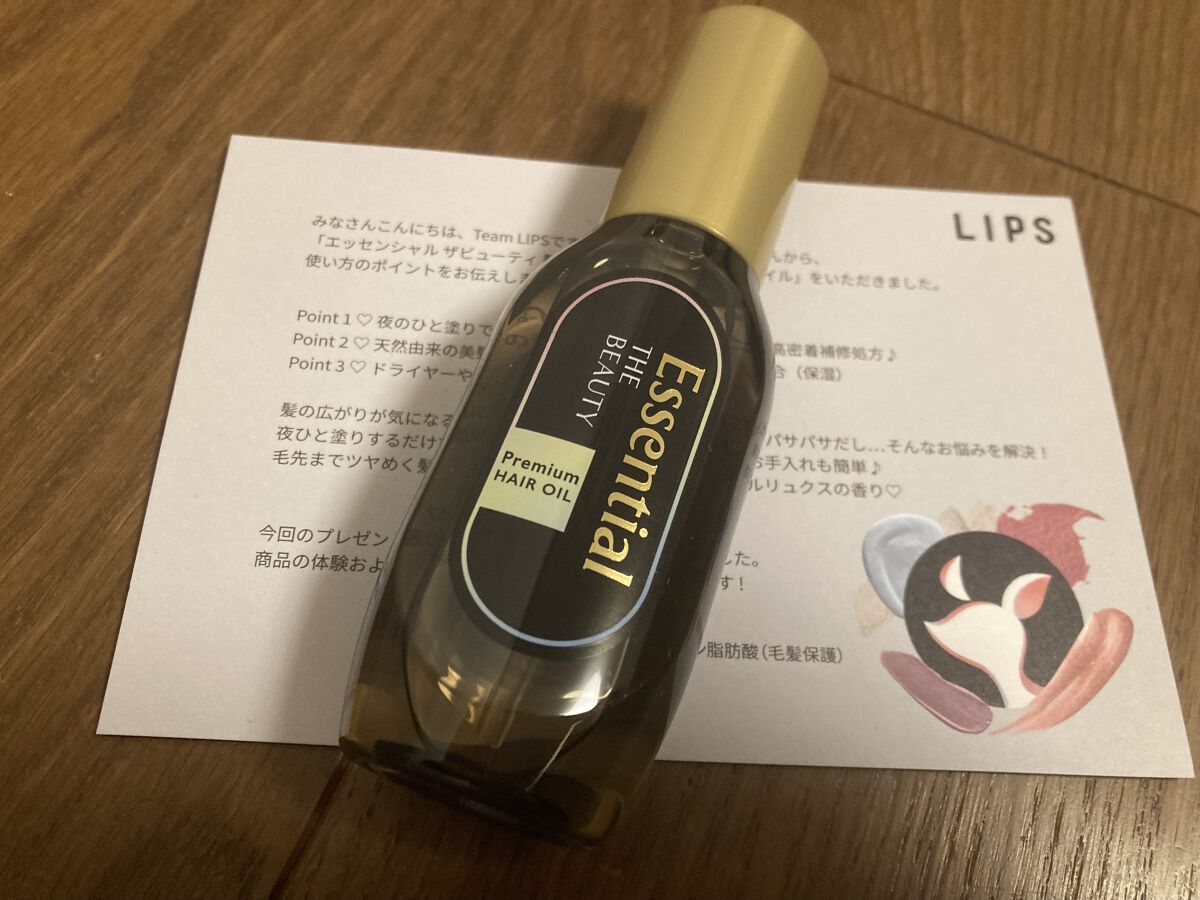 LIPS
みなさんこんにちは、Team LIPSです
んから、
「エッセンシャル ザビューティ
イル」をいただきました。
使い方のポイントをお伝えしま
Point 1 ♡ 夜のひと塗りで
高密着補修処方♪
Point 2 ♡ 天然由来の美髪
合（保湿）
Point 3 ♡ ドライヤーや
髪の広がりが気になる
パサパサだし…そんなお悩みを解決！
夜ひと塗りするだけ
お手入れも簡単♪
毛先までツヤめく髪
ルリュクスの香り♡
今回のプレゼン
した。
商品の体験およ
す！
脂肪酸（毛髪保護）
Essential
THE
BEAUTY
Premium
HAIR OIL